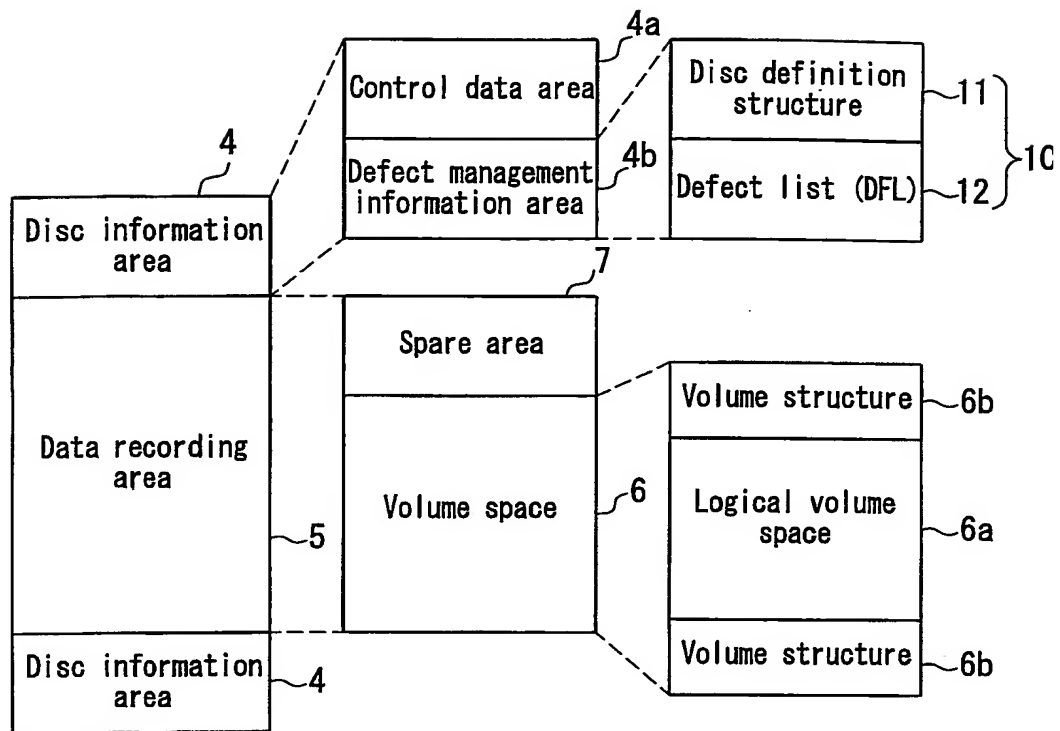 4
Disc information
area
Data recording
area
5
Disc information
area
4
4a
Control data area
4b
Defect management
information area
Disc definition
structure
11
Defect list (DFL)
12
10
7
Spare area
Volume space
6
Volume structure
6b
Logical volume
space
6a
Volume structure
6b